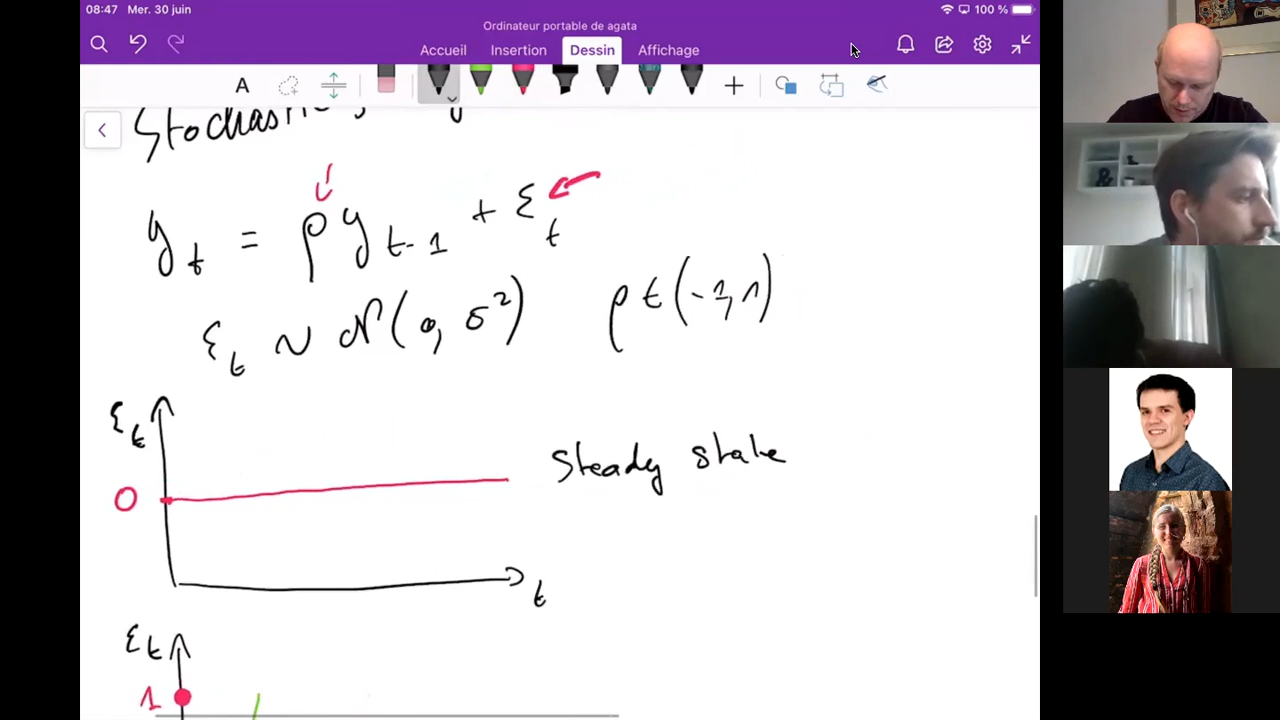 08:47 Mer. 30 juin
100 %
Ordinateur portable de agata
Accueil Insertion Dessin Affichage
A
y_t = ρ y_{t-1} + ε_t
ε_t ~ N(0, σ²) ρ ∈ (-1, 1)
ε_t
0
Steady state
t
ε_t
1